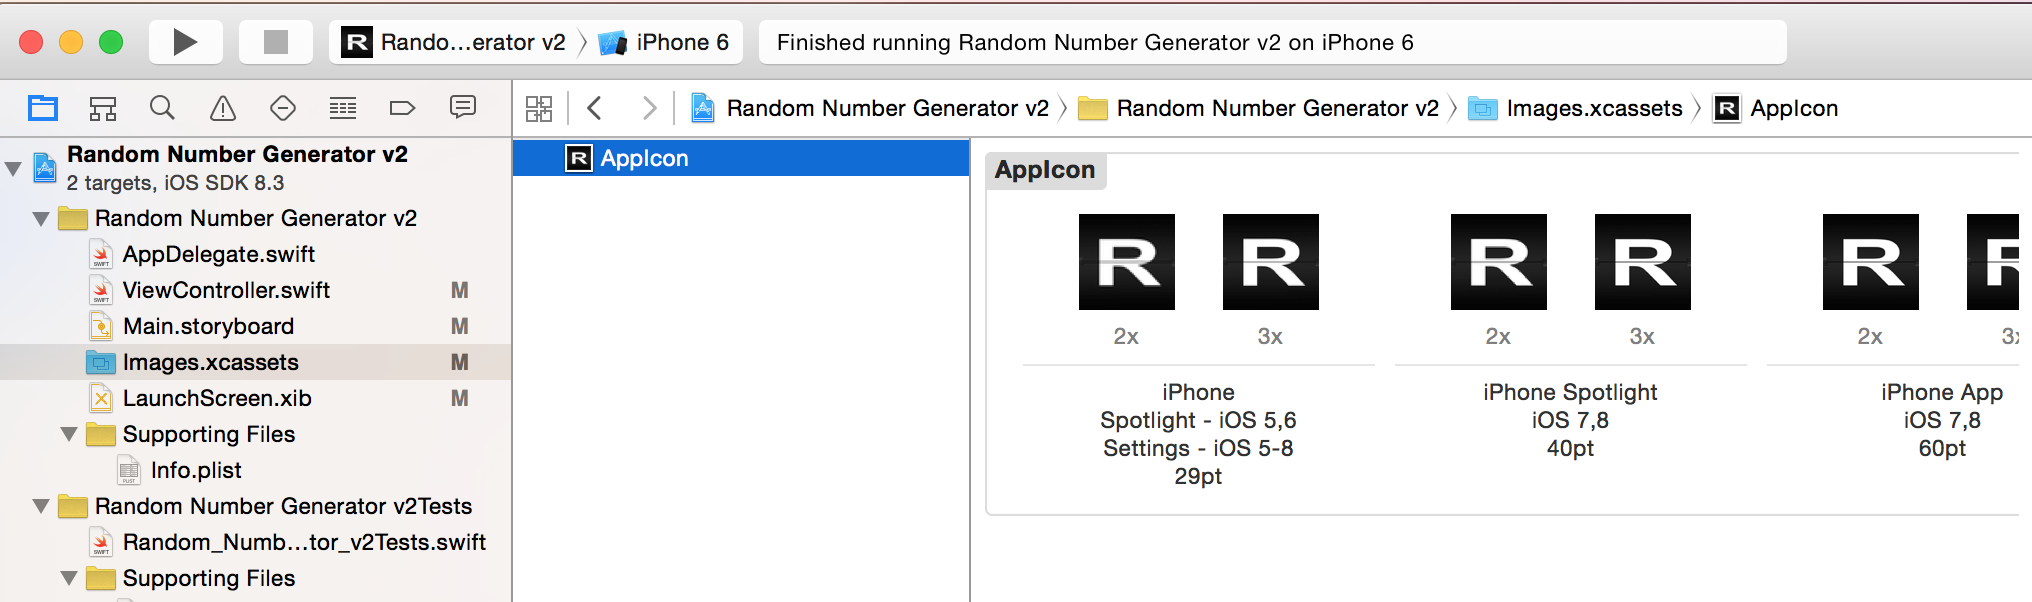 Rando...erator v2
iPhone 6
Finished running Random Number Generator v2 on iPhone 6
Random Number Generator v2
Random Number Generator v2
Images.xcassets
AppIcon
Random Number Generator v2
2 targets, iOS SDK 8.3
Random Number Generator v2
AppDelegate.swift
ViewController.swift M
Main.storyboard M
Images.xcassets M
LaunchScreen.xib M
Supporting Files
Info.plist
Random Number Generator v2Tests
Random_Numb...tor_v2Tests.swift
Supporting Files
AppIcon
AppIcon
R R R R R R
2x 3x
iPhone
Spotlight - iOS 5,6
Settings - iOS 5-8
29pt
2x 3x
iPhone Spotlight
iOS 7,8
40pt
2x 3x
iPhone App
iOS 7,8
60pt